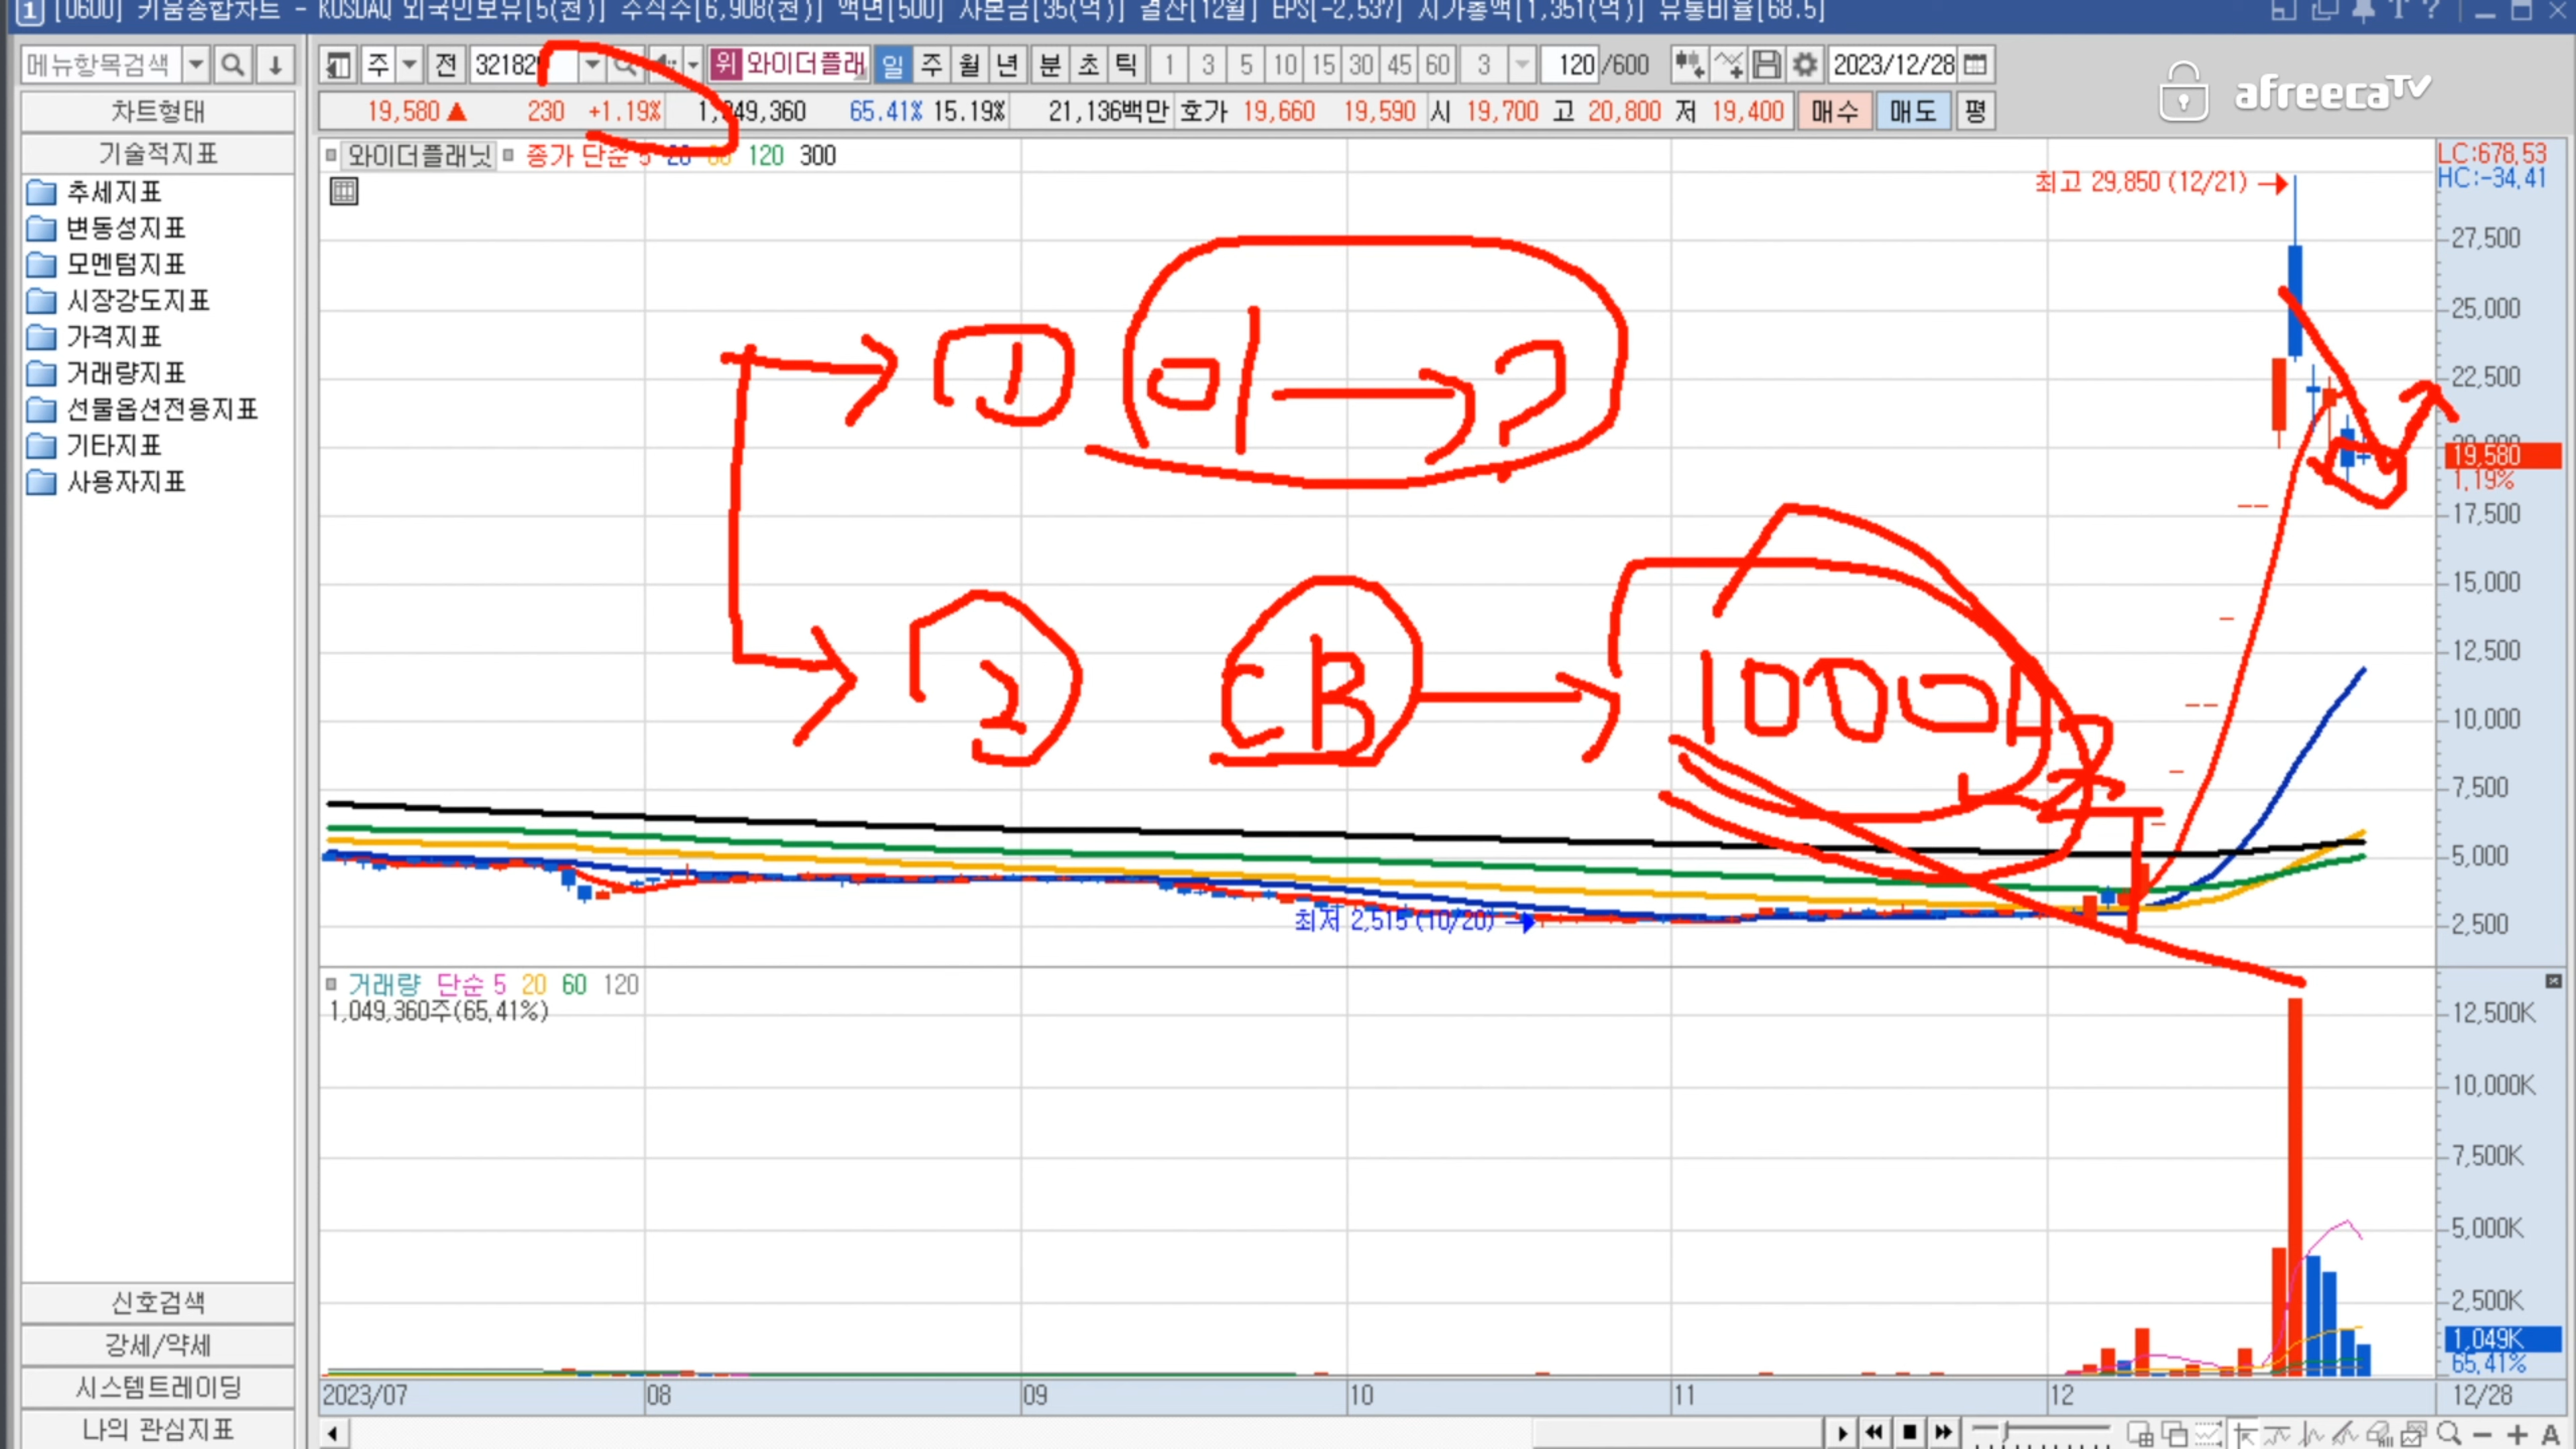 1 [0600] 키움종합차트 - KOSDAQ 외국인보유[5(천)] 주식수[6,908(천)] 액면[500] 자본금[35(억)] 결산[12월] EPS[-2,537] 시가총액[1,351(억)] 유통비율[68.5]
메뉴항목검색 주 전 32182 위 와이더플래 일 주 월 년 분 초 틱 1 3 5 10 15 30 45 60 3 120 /600 2023/12/28
afreecaTV
차트형태
19,580 ▲ 230 +1.19% 65.41% 15.19% 21,136백만 호가 19,660 19,590 시 19,700 고 20,800 저 19,400 매수 매도 평
기술적지표
와이더플래닛 종가 단순 5 20 60 120 300
LC:678,53
HC:-34,41
최고 29,850 (12/21)
추세지표
변동성지표
모멘텀지표
시장강도지표
가격지표
거래량지표
선물옵션전용지표
기타지표
사용자지표
27,500
25,000
22,500
19,580
1,19%
17,500
15,000
12,500
10,000
7,500
5,000
2,500
① 이 → ?
② CB → 1000
최저 2,515 (10/20)
거래량 단순 5 20 60 120
1,049,360주(65,41%)
12,500K
10,000K
7,500K
5,000K
2,500K
1,049K
65,41%
신호검색
강세/약세
시스템트레이딩
나의 관심지표
2023/07 08 09 10 11 12 12/28